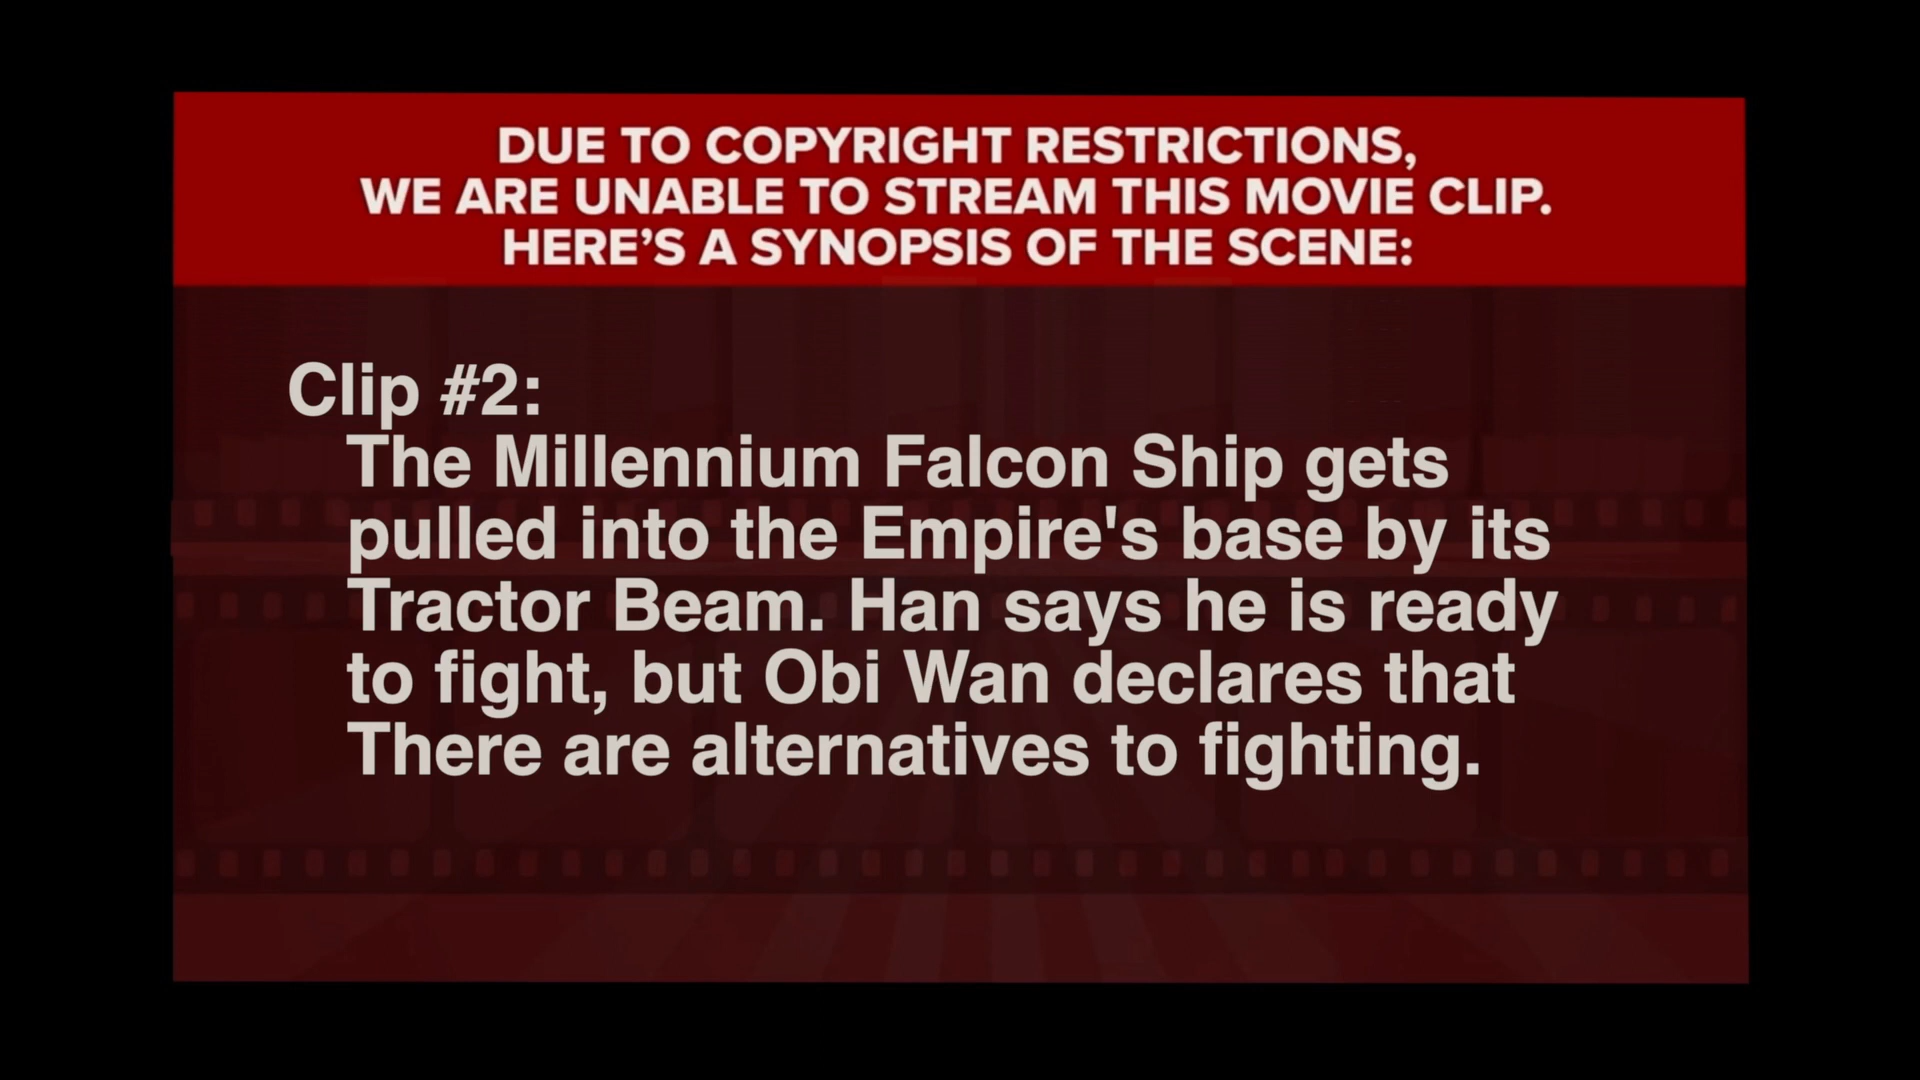 DUE TO COPYRIGHT RESTRICTIONS,
WE ARE UNABLE TO STREAM THIS MOVIE CLIP.
HERE’S A SYNOPSIS OF THE SCENE:
Clip #2:
The Millennium Falcon Ship gets
pulled into the Empire's base by its
Tractor Beam. Han says he is ready
to fight, but Obi Wan declares that
There are alternatives to fighting.